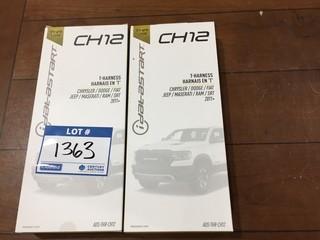 CH12
T-HARNESS
HARNAIS EN 'T'
CHRYSLER / DODGE / FIAT
JEEP / MASERATI / RAM / SRT
2011+
idatastart
LOT #
1363
CENTURY
ADS-THR-CH12
CH12
T-HARNESS
HARNAIS EN 'T'
CHRYSLER / DODGE / FIAT
JEEP / MASERATI / RAM / SRT
2011+
idatastart
ADS-THR-CH12